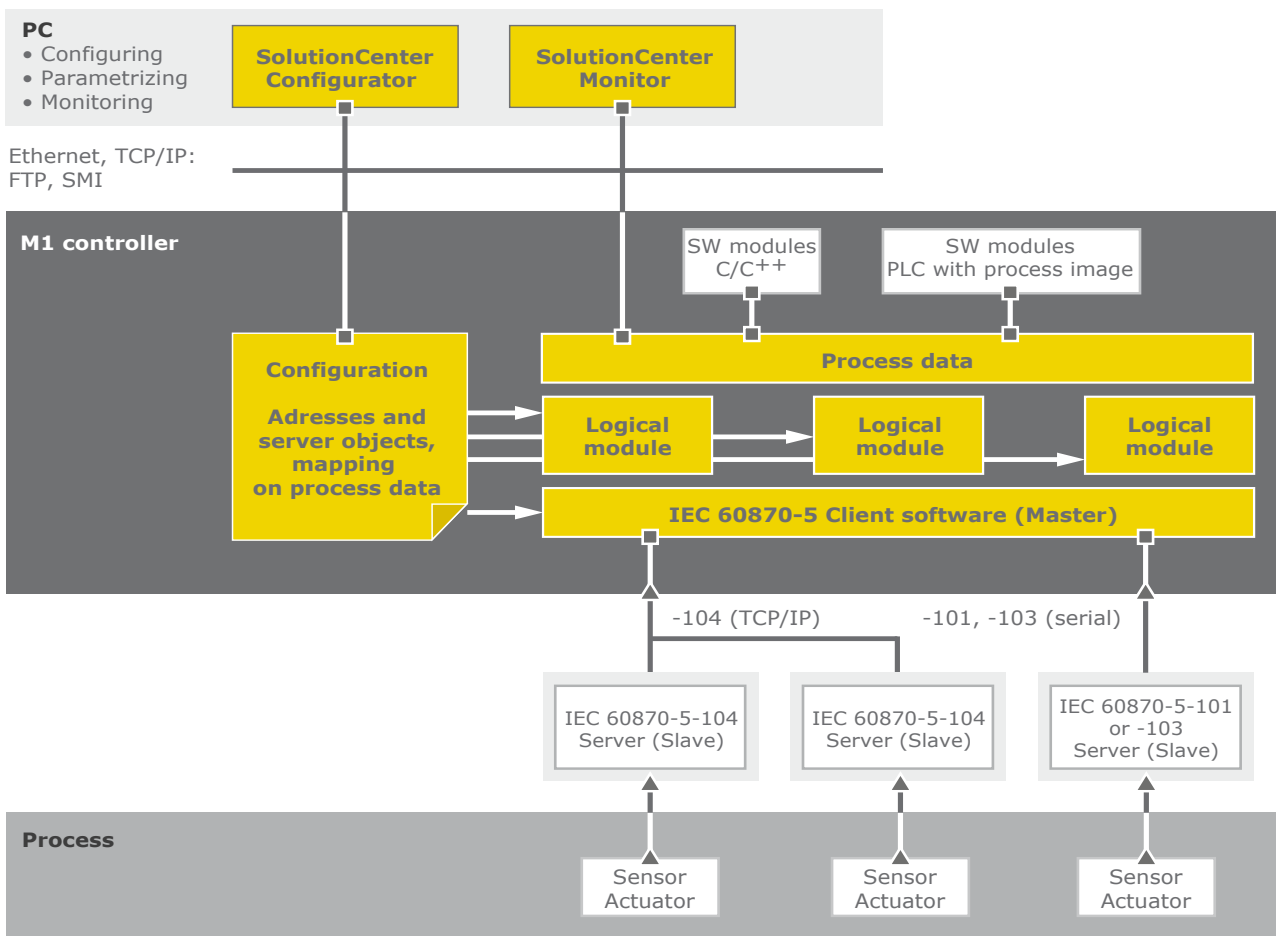 PC
• Configuring
• Parametrizing
• Monitoring
SolutionCenter
Configurator
SolutionCenter
Monitor
Ethernet, TCP/IP:
FTP, SMI
M1 controller
SW modules
C/C++
SW modules
PLC with process image
Configuration
Adresses and
server objects,
mapping
on process data
Process data
Logical
module
Logical
module
Logical
module
IEC 60870-5 Client software (Master)
-104 (TCP/IP)
-101, -103 (serial)
IEC 60870-5-104
Server (Slave)
IEC 60870-5-104
Server (Slave)
IEC 60870-5-101
or -103
Server (Slave)
Process
Sensor
Actuator
Sensor
Actuator
Sensor
Actuator